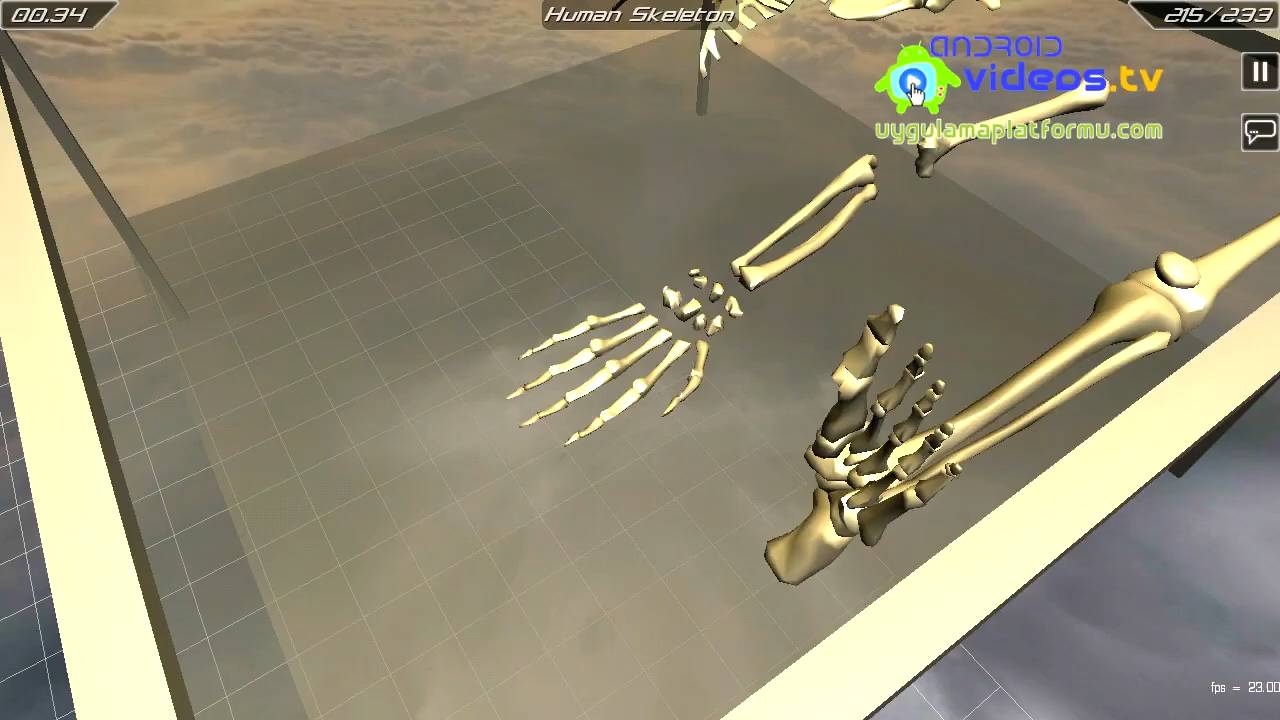 00.34
Human Skeleton
215/233
ANDROID
videos.tv
uygulamaplatformu.com
fps = 23.00